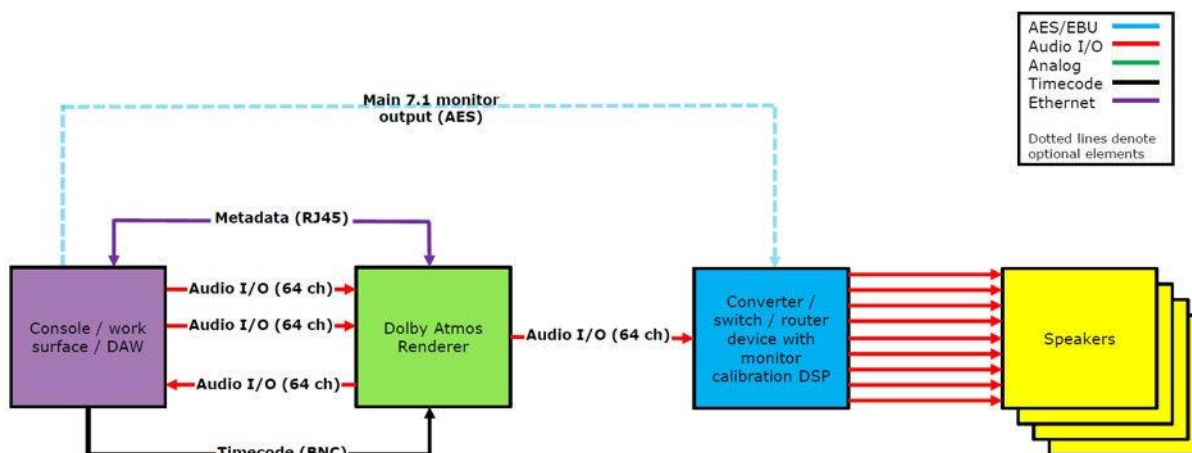 AES/EBU
Audio I/O
Analog
Timecode
Ethernet
Dotted lines denote
optional elements
Main 7.1 monitor
output (AES)
Metadata (RJ45)
Audio I/O (64 ch)
Audio I/O (64 ch)
Audio I/O (64 ch)
Console / work
surface / DAW
Dolby Atmos
Renderer
Audio I/O (64 ch)
Converter /
switch / router
device with
monitor
calibration DSP
Speakers
Timecode (BNC)